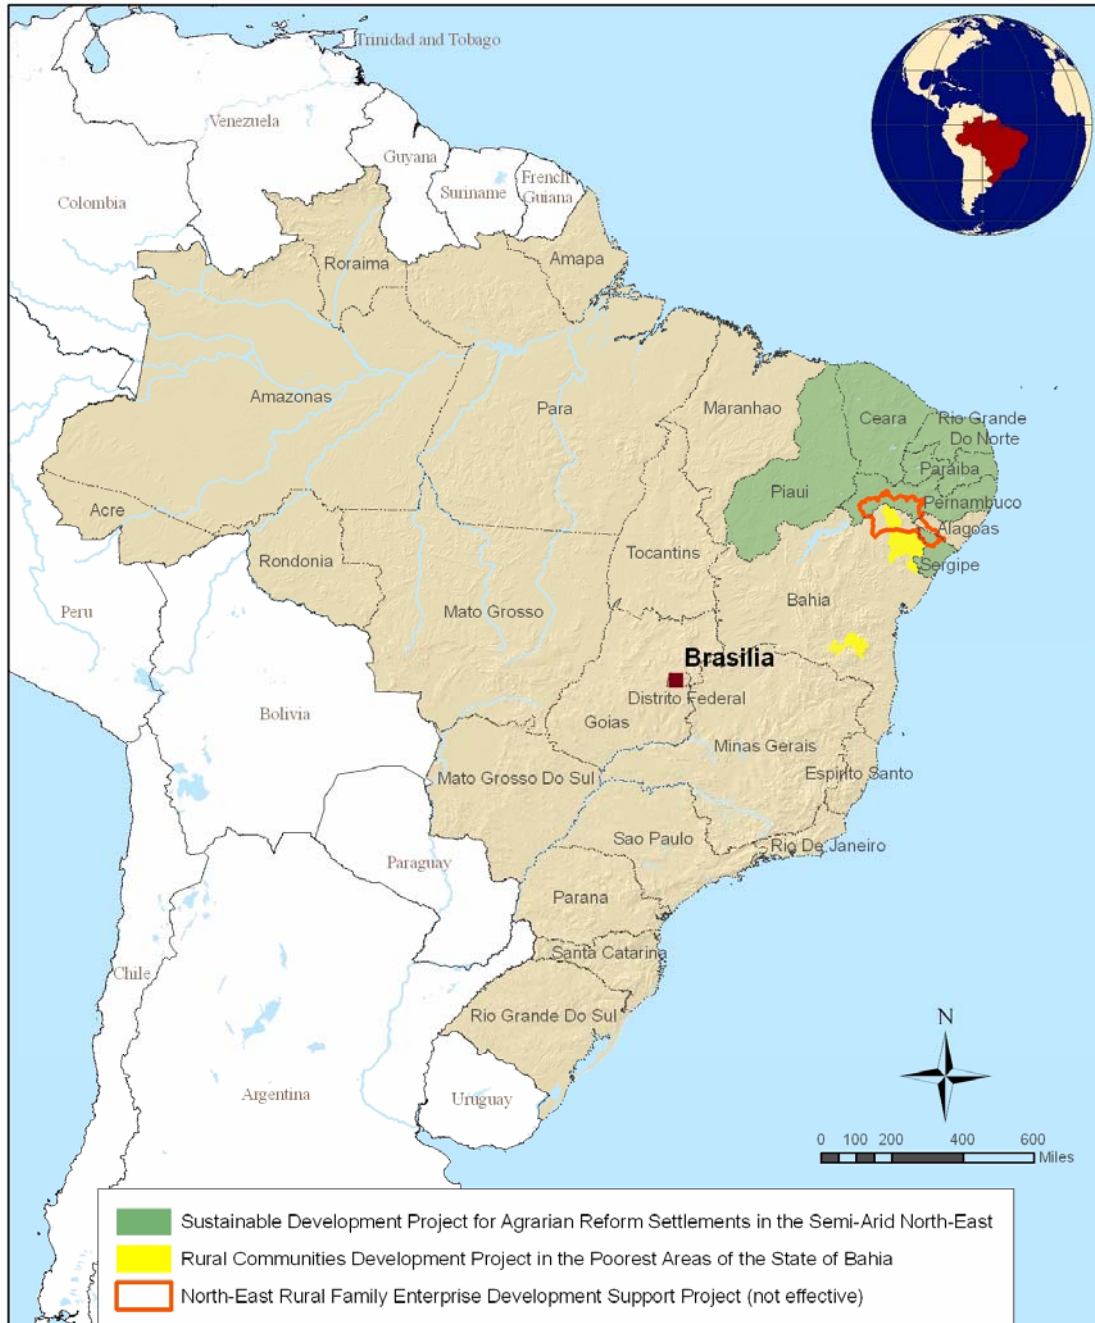 Trinidad and Tobago
Venezuela
Guyana
Suriname
French
Guiana
Colombia
Roraima
Amapa
Amazonas
Para
Maranhao
Ceara
Rio Grande
Do Norte
Paraiba
Piaui
Pernambuco
Alagoas
Acre
Rondonia
Tocantins
Sergipe
Bahia
Peru
Mato Grosso
Brasilia
Distrito Federal
Bolivia
Goias
Minas Gerais
Mato Grosso Do Sul
Espirito Santo
Sao Paulo
Rio De Janeiro
Paraguay
Parana
Santa Catarina
Chile
Rio Grande Do Sul
N
Argentina
Uruguay
0 100 200 400 600
Miles
Sustainable Development Project for Agrarian Reform Settlements in the Semi-Arid North-East
Rural Communities Development Project in the Poorest Areas of the State of Bahia
North-East Rural Family Enterprise Development Support Project (not effective)